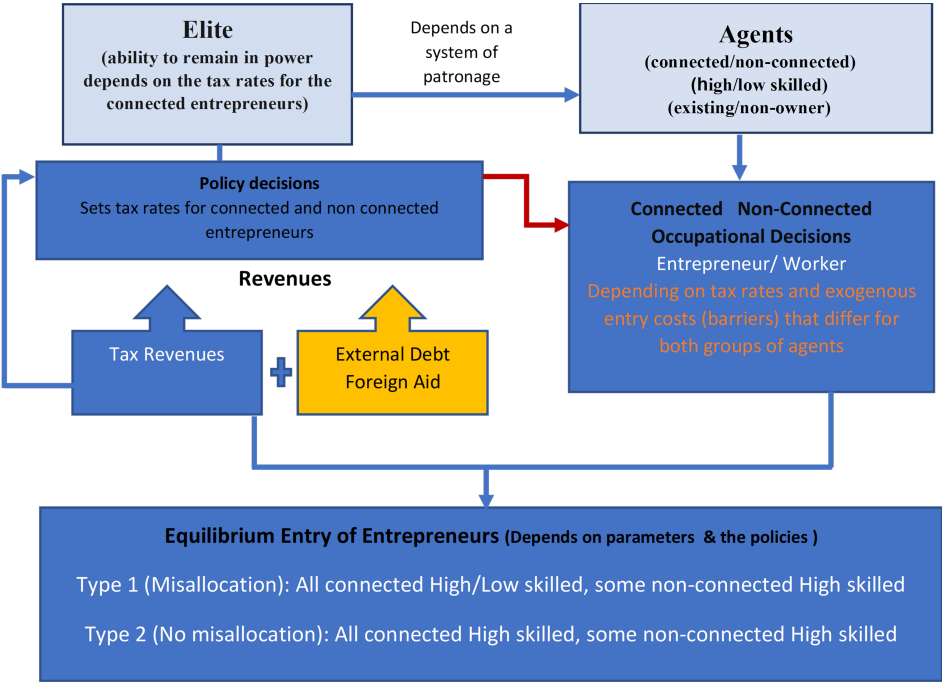 Elite
(ability to remain in power
depends on the tax rates for the
connected entrepreneurs)
Depends on a
system of
patronage
Agents
(connected/non-connected)
(high/low skilled)
(existing/non-owner)
Policy decisions
Sets tax rates for connected and non connected
entrepreneurs
Connected Non-Connected
Occupational Decisions
Entrepreneur/ Worker
Depending on tax rates and exogenous
entry costs (barriers) that differ for
both groups of agents
Revenues
Tax Revenues
External Debt
Foreign Aid
Equilibrium Entry of Entrepreneurs (Depends on parameters & the policies )
Type 1 (Misallocation): All connected High/Low skilled, some non-connected High skilled
Type 2 (No misallocation): All connected High skilled, some non-connected High skilled